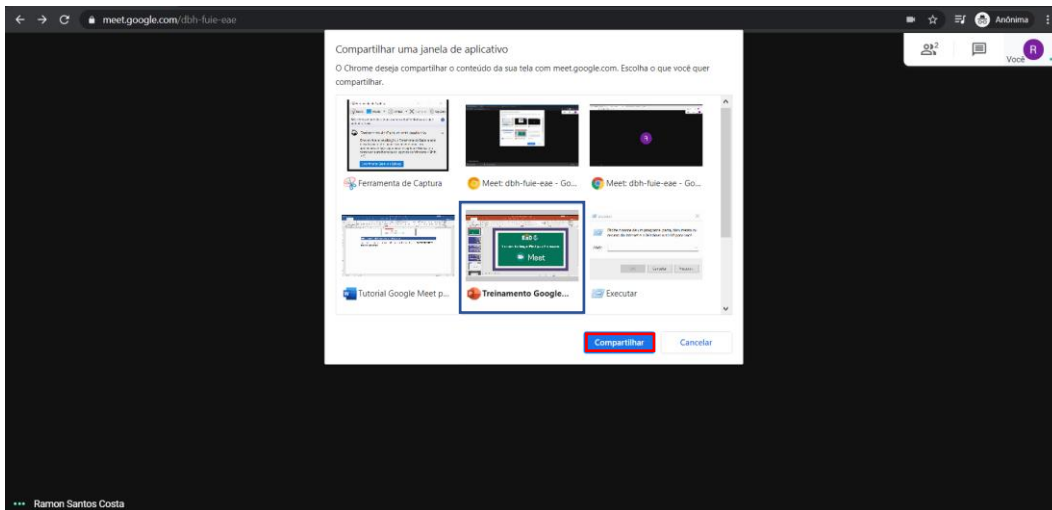 meet.google.com/dbh-fuie-eae
Anônima
2
R
Você
Compartilhar uma janela de aplicativo
O Chrome deseja compartilhar o conteúdo da sua tela com meet.google.com. Escolha o que você quer
compartilhar.
R
Meet
Ferramenta de Captura
Meet: dbh-fuie-eae - Go...
Meet: dbh-fuie-eae - Go...
Tutorial Google Meet p...
Treinamento Google...
Executar
Compartilhar
Cancelar
Ramon Santos Costa